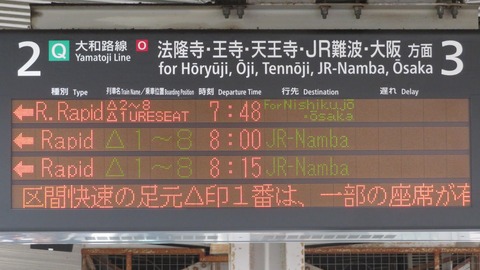 2 Q 大和路線 O 法隆寺・王寺・天王寺・JR難波・大阪 方面 3
Yamatoji Line for Hōryūji, Ōji, Tennōji, JR-Namba, Ōsaka
種別 Type 列車名 Train Name／乗車位置 Boarding Position 時刻 Departure Time 行先 Destination 遅れ Delay
←R.Rapid △2～8 △1URESEAT 7:48 For Nishikujō・ōsaka
←Rapid △1～8 8:00 JR-Namba
←Rapid △1～8 8:15 JR-Namba
区間快速の足元△印1番は、一部の座席が有